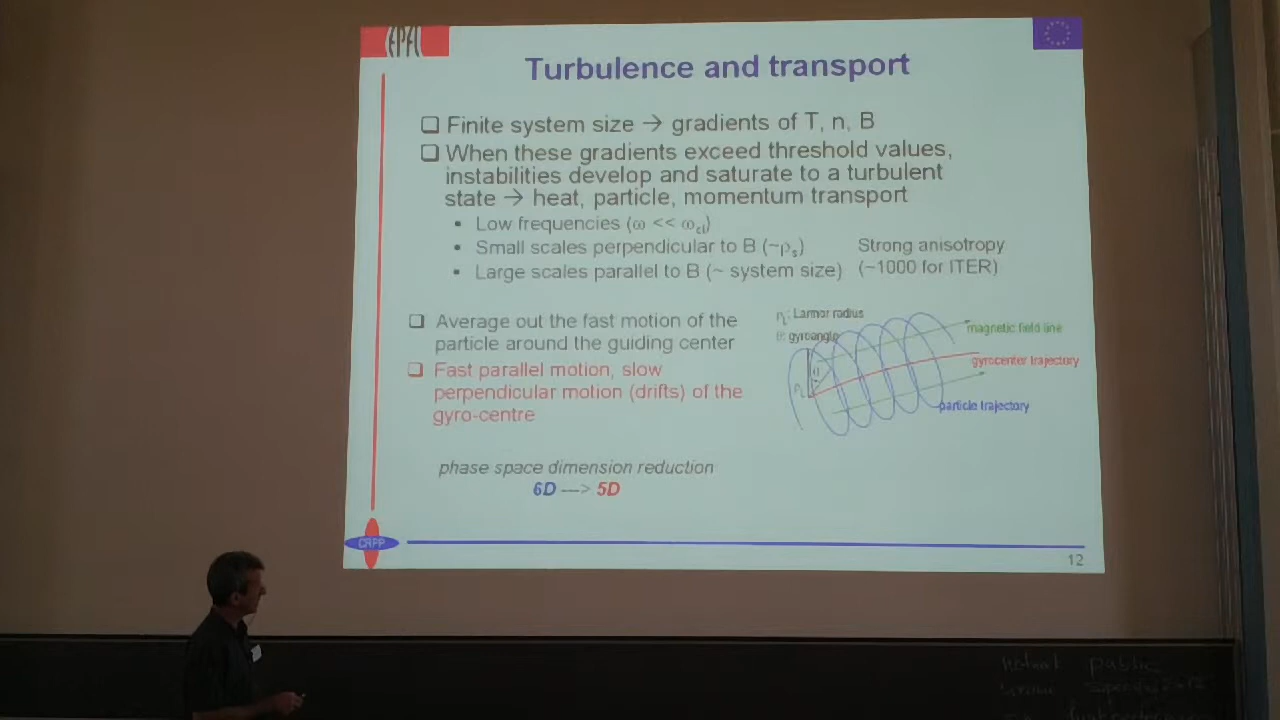 EPFL
Turbulence and transport
❑ Finite system size → gradients of T, n, B
❑ When these gradients exceed threshold values,
instabilities develop and saturate to a turbulent
state → heat, particle, momentum transport
▪ Low frequencies (ω << ω_ci)
▪ Small scales perpendicular to B (~ρ_s)
▪ Large scales parallel to B (~ system size)
Strong anisotropy
(~1000 for ITER)
❑ Average out the fast motion of the
particle around the guiding center
❑ Fast parallel motion, slow
perpendicular motion (drifts) of the
gyro-centre
r_L: Larmor radius
θ: gyroangle
magnetic field line
gyrocenter trajectory
particle trajectory
phase space dimension reduction
6D ---> 5D
CRPP
12
public